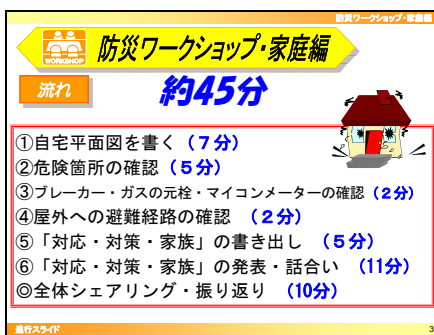 防災ワークショップ・家庭編
WORKSHOP
防災ワークショップ・家庭編
流れ
約45分
①自宅平面図を書く（７分）
②危険箇所の確認（５分）
③ブレーカー・ガスの元栓・マイコンメーターの確認（２分）
④屋外への避難経路の確認（２分）
⑤「対応・対策・家族」の書き出し（５分）
⑥「対応・対策・家族」の発表・話合い（11分）
◎全体シェアリング・振り返り（10分）
進行スライド
3